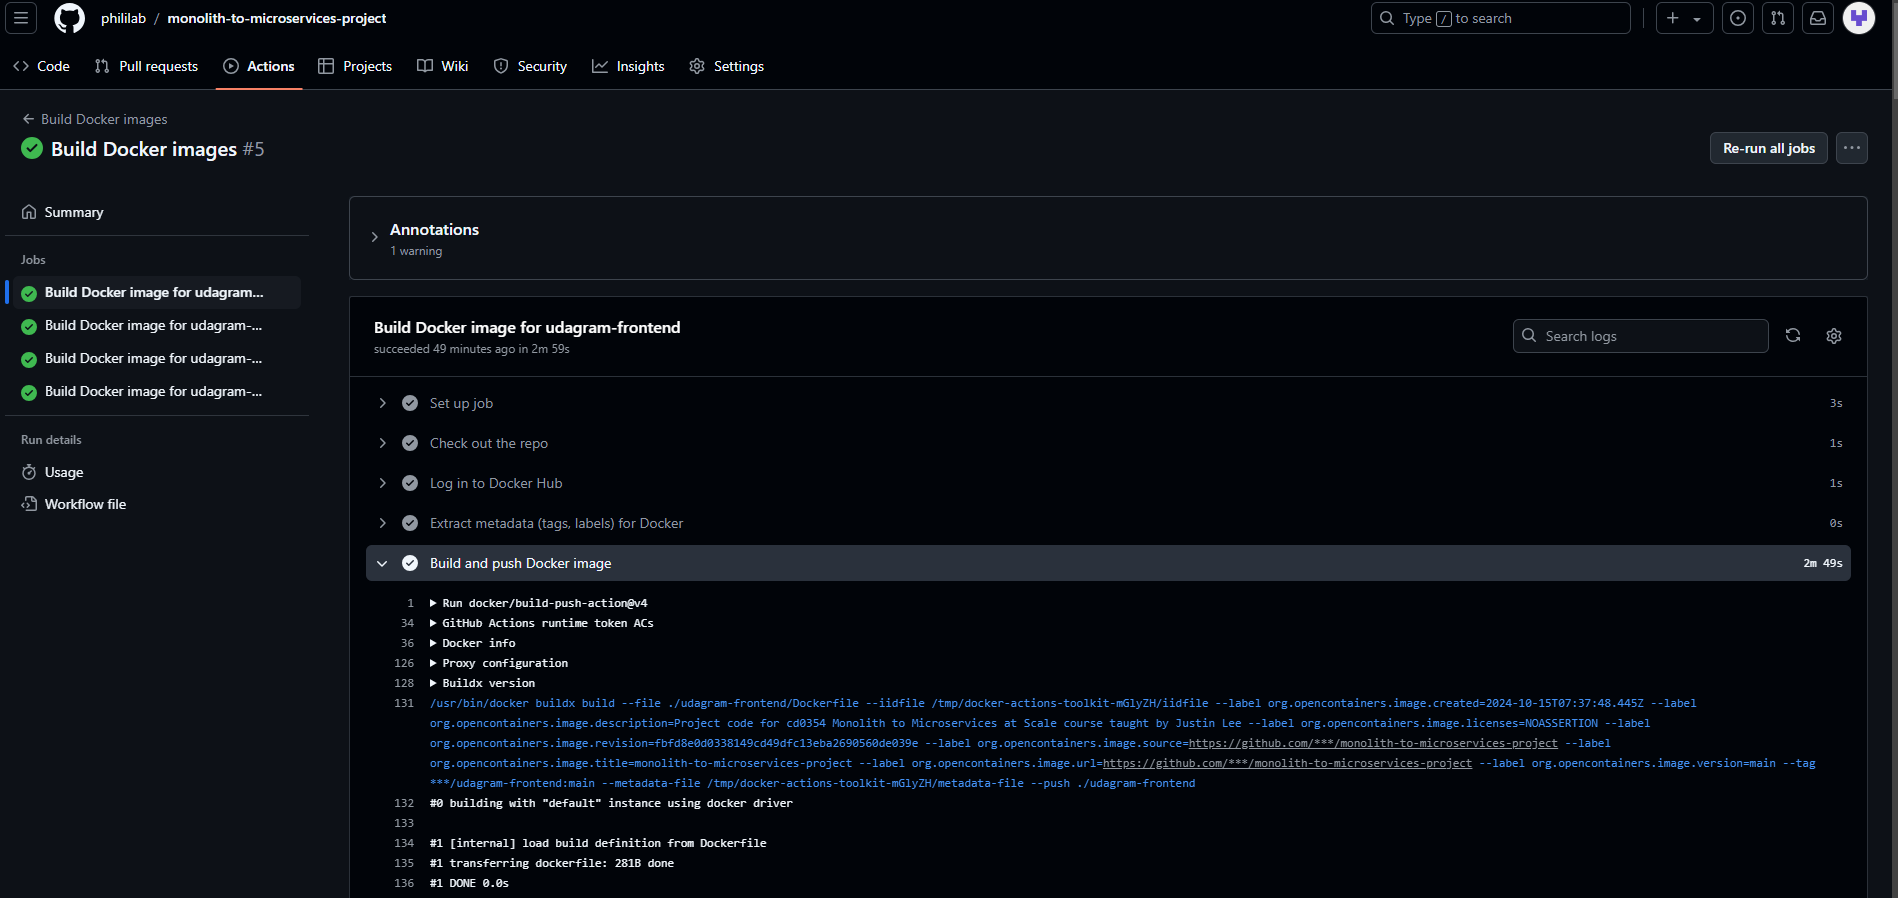 phililab / monolith-to-microservices-project
Type / to search
Code
Pull requests
Actions
Projects
Wiki
Security
Insights
Settings
Build Docker images
Build Docker images #5
Re-run all jobs
Summary
Jobs
Build Docker image for udagram...
Build Docker image for udagram-...
Build Docker image for udagram-...
Build Docker image for udagram-...
Run details
Usage
Workflow file
Annotations
1 warning
Build Docker image for udagram-frontend
succeeded 49 minutes ago in 2m 59s
Search logs
Set up job 3s
Check out the repo 1s
Log in to Docker Hub 1s
Extract metadata (tags, labels) for Docker 0s
Build and push Docker image 2m 49s
1 Run docker/build-push-action@v4
34 GitHub Actions runtime token ACs
36 Docker info
126 Proxy configuration
128 Buildx version
131 /usr/bin/docker buildx build --file ./udagram-frontend/Dockerfile --iidfile /tmp/docker-actions-toolkit-mGlyZH/iidfile --label org.opencontainers.image.created=2024-10-15T07:37:48.445Z --label
org.opencontainers.image.description=Project code for cd0354 Monolith to Microservices at Scale course taught by Justin Lee --label org.opencontainers.image.licenses=NOASSERTION --label
org.opencontainers.image.revision=fbfd8e0d0338149cd49dfc13eba2690560de039e --label org.opencontainers.image.source=https://github.com/***/monolith-to-microservices-project --label
org.opencontainers.image.title=monolith-to-microservices-project --label org.opencontainers.image.url=https://github.com/***/monolith-to-microservices-project --label org.opencontainers.image.version=main --tag
***/udagram-frontend:main --metadata-file /tmp/docker-actions-toolkit-mGlyZH/metadata-file --push ./udagram-frontend
132 #0 building with "default" instance using docker driver
133
134 #1 [internal] load build definition from Dockerfile
135 #1 transferring dockerfile: 281B done
136 #1 DONE 0.0s